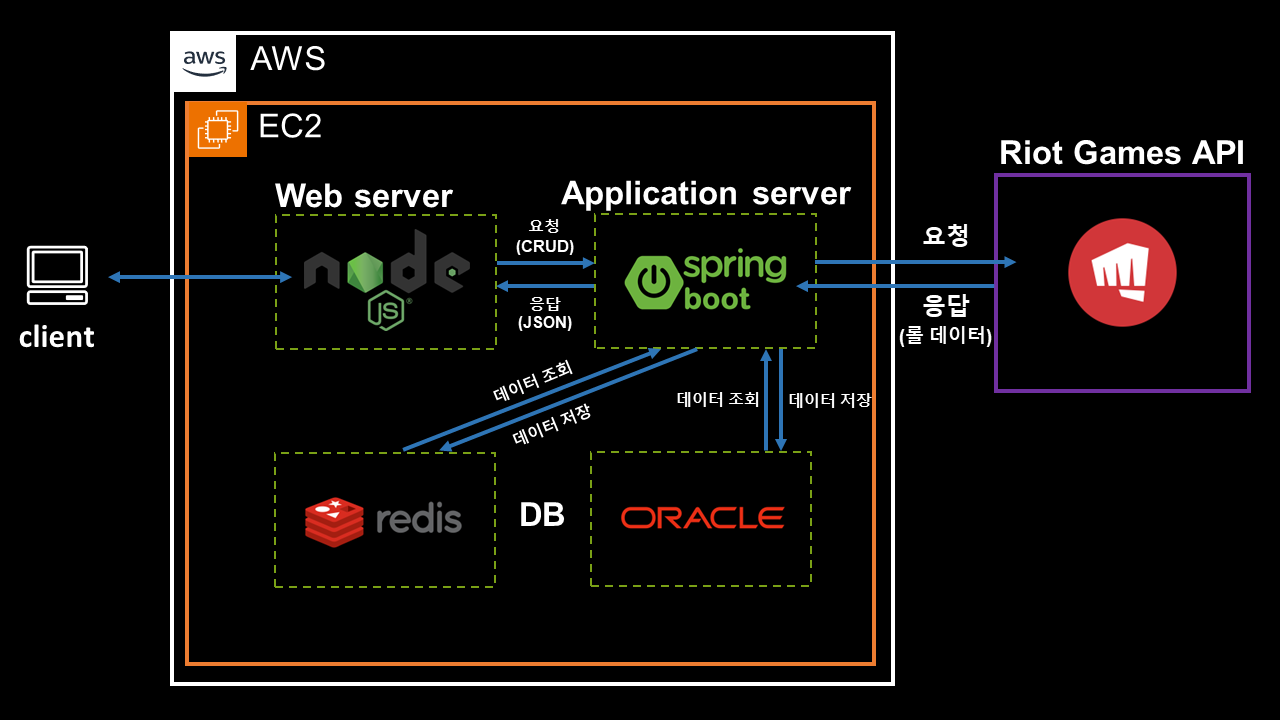 aws
AWS
EC2
Riot Games API
Web server
Application server
node
JS
요청
(CRUD)
spring
boot
응답
(JSON)
요청
응답
(롤 데이터)
client
데이터 조회
데이터 저장
데이터 조회
데이터 저장
redis
DB
ORACLE